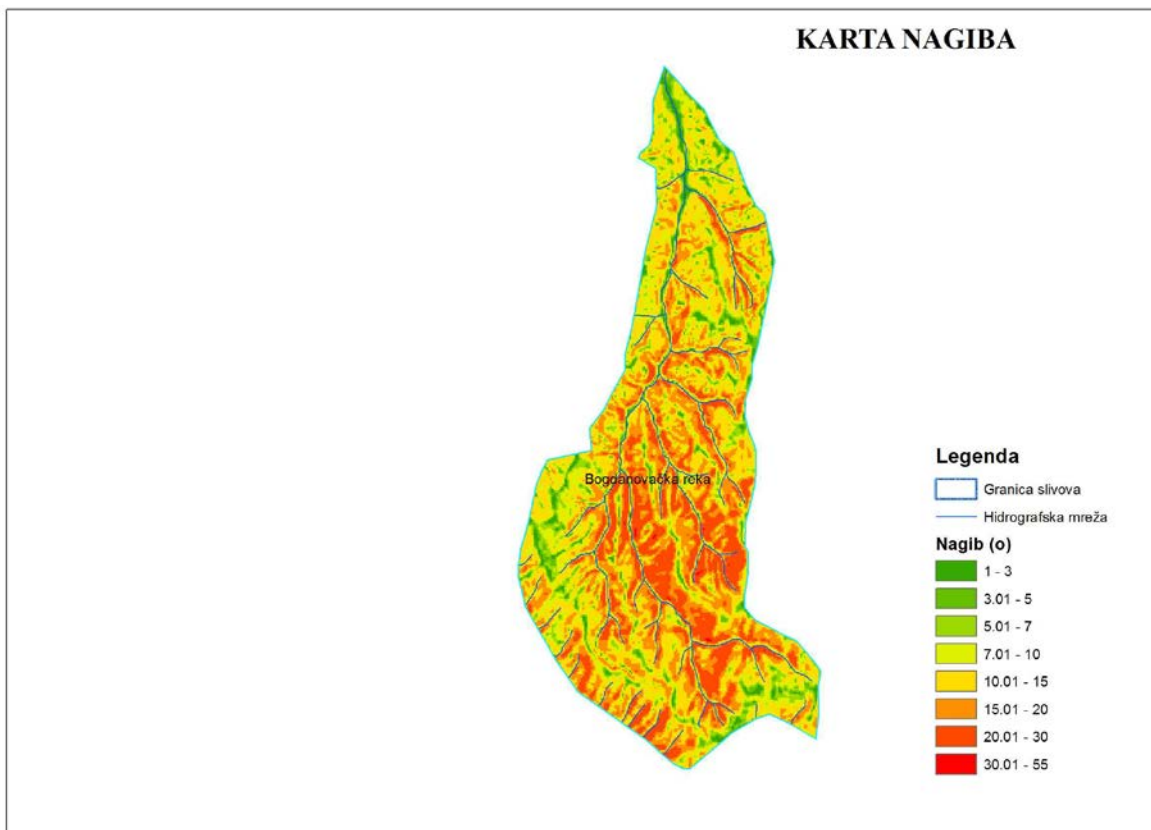 KARTA NAGIBA
Bogdanovačka reka
Legenda
Granica slivova
Hidrografska mreža
Nagib (o)
1 - 3
3.01 - 5
5.01 - 7
7.01 - 10
10.01 - 15
15.01 - 20
20.01 - 30
30.01 - 55